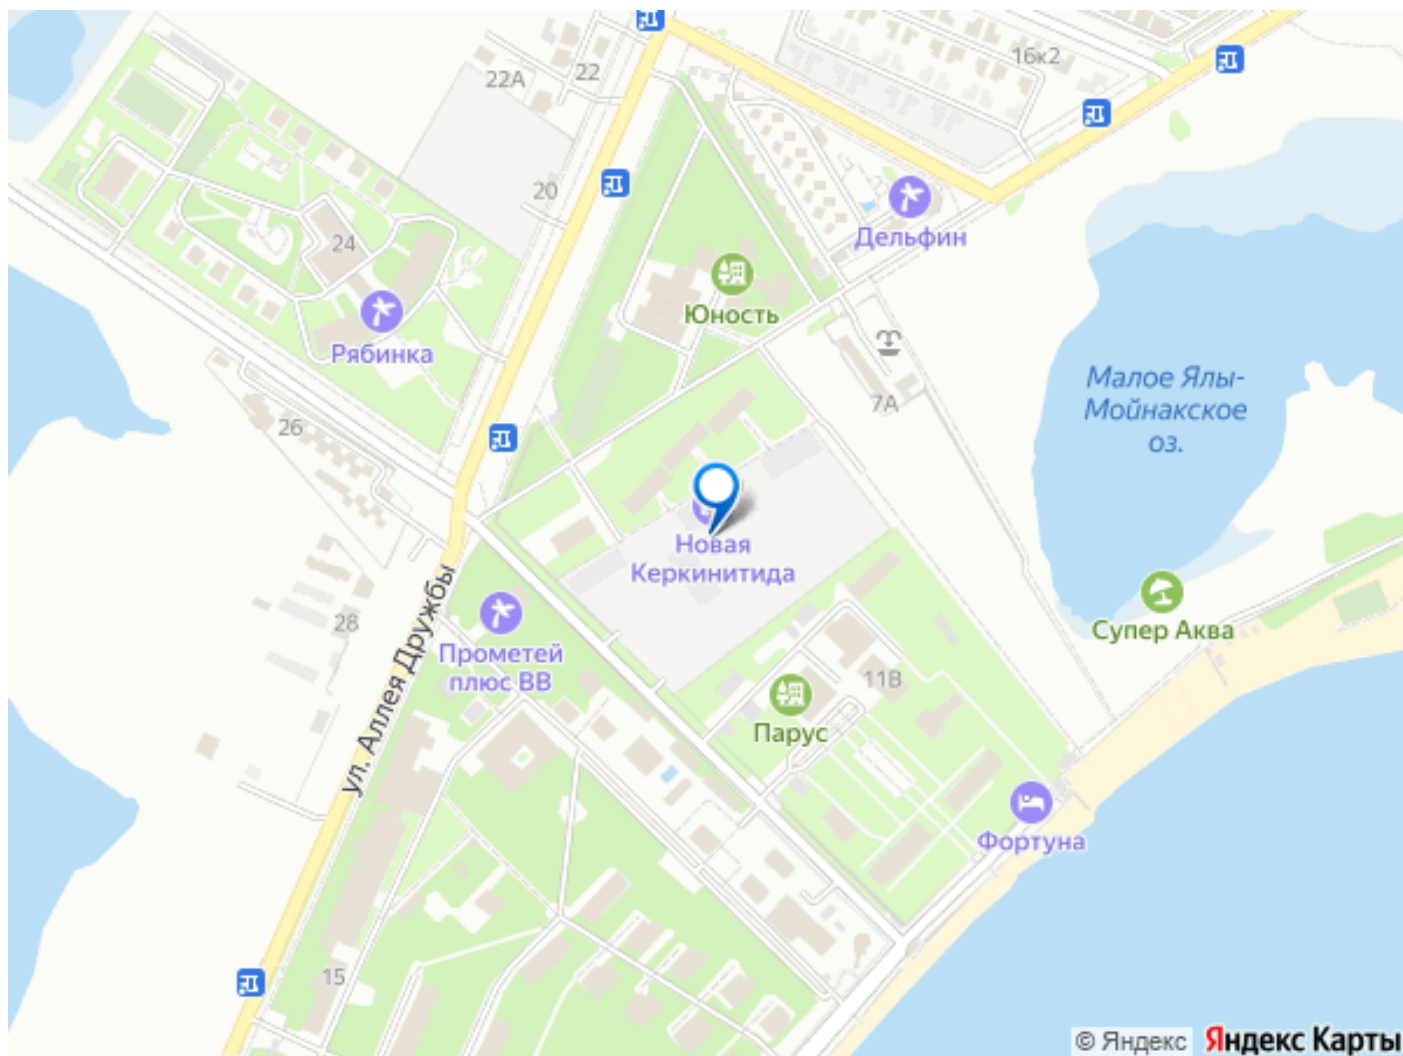 16к2
22А
22
20
Дельфин
24
Юность
Рябинка
Малое Ялы-
Мойнакское
оз.
7А
26
Новая
Керкинитида
Супер Аква
28
Прометей
плюс ВВ
11В
Парус
ул. Аллея Дружбы
Фортуна
15
© Яндекс Яндекс Карты